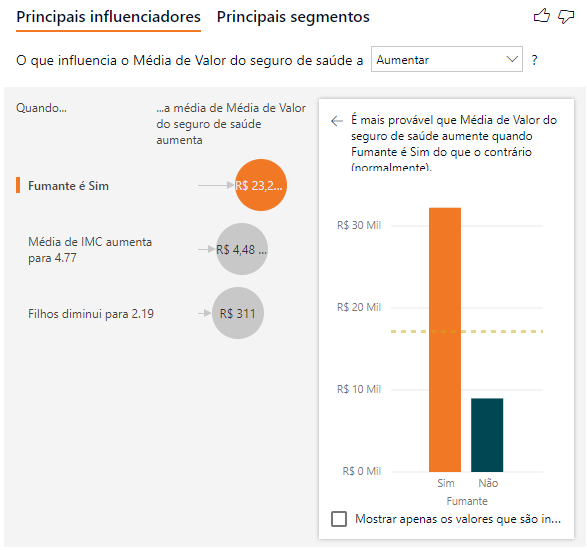 Principais influenciadores Principais segmentos
O que influencia o Média de Valor do seguro de saúde a Aumentar ?
Quando...
...a média de Média de Valor
do seguro de saúde
aumenta
Fumante é Sim
R$ 23,2...
Média de IMC aumenta
para 4.77
R$ 4,48 ...
Filhos diminui para 2.19
R$ 311
É mais provável que Média de Valor do
seguro de saúde aumente quando
Fumante é Sim do que o contrário
(normalmente).
R$ 30 Mil
R$ 20 Mil
R$ 10 Mil
R$ 0 Mil
Sim Não
Fumante
Mostrar apenas os valores que são in...